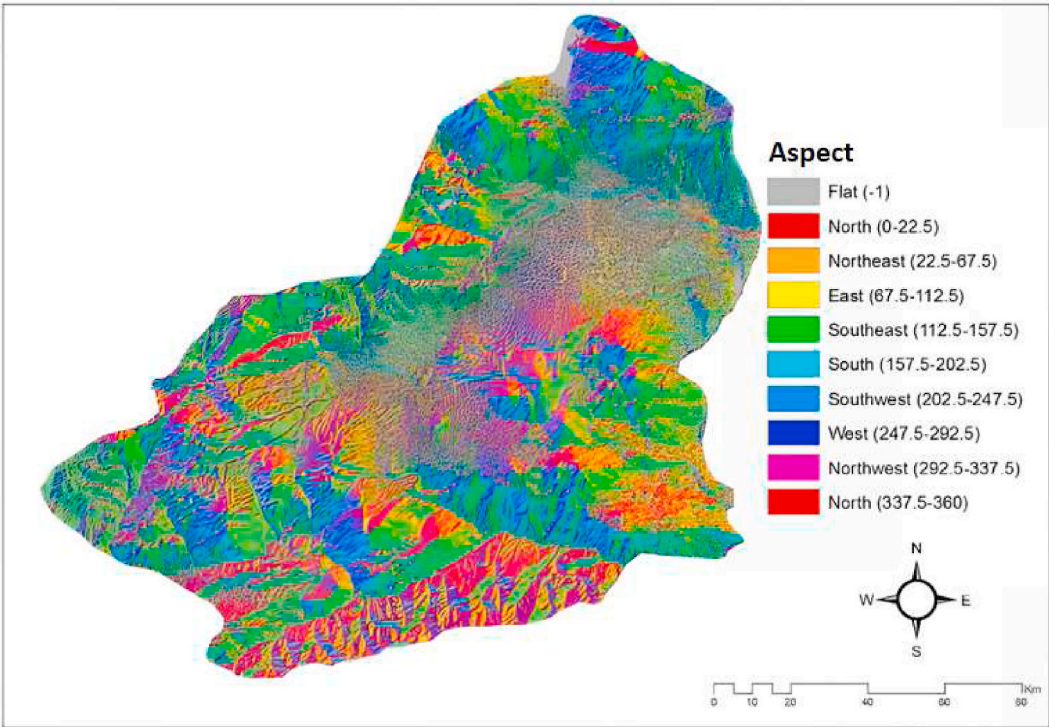 Aspect
Flat (-1)
North (0-22.5)
Northeast (22.5-67.5)
East (67.5-112.5)
Southeast (112.5-157.5)
South (157.5-202.5)
Southwest (202.5-247.5)
West (247.5-292.5)
Northwest (292.5-337.5)
North (337.5-360)
N
W E
S
Km
0 10 20 40 60 80